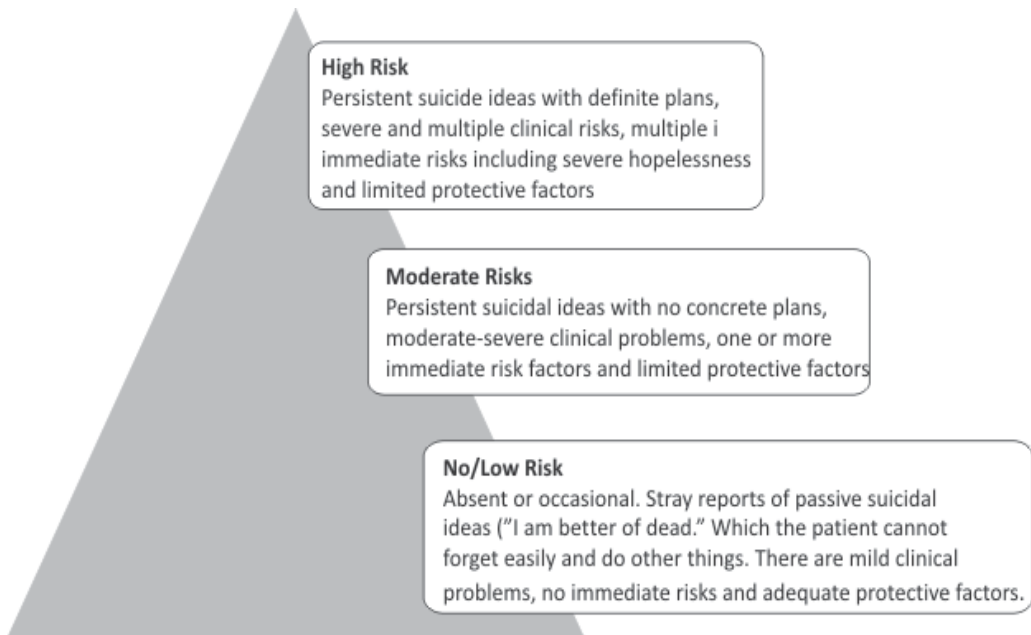 High Risk
Persistent suicide ideas with definite plans,
severe and multiple clinical risks, multiple i
immediate risks including severe hopelessness
and limited protective factors
Moderate Risks
Persistent suicidal ideas with no concrete plans,
moderate-severe clinical problems, one or more
immediate risk factors and limited protective factors
No/Low Risk
Absent or occasional. Stray reports of passive suicidal
ideas (”I am better of dead.” Which the patient cannot
forget easily and do other things. There are mild clinical
problems, no immediate risks and adequate protective factors.